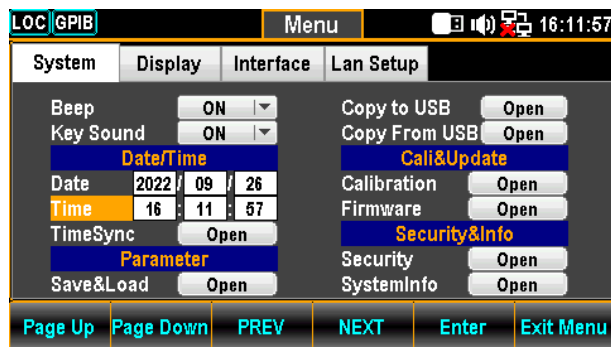 LOC GPIB Menu 16:11:57
System Display Interface Lan Setup
Beep ON
Key Sound ON
Date/Time
Date 2022 / 09 / 26
Time 16 : 11 : 57
TimeSync Open
Parameter
Save&Load Open
Copy to USB Open
Copy From USB Open
Cali&Update
Calibration Open
Firmware Open
Security&Info
Security Open
SystemInfo Open
Page Up Page Down PREV NEXT Enter Exit Menu